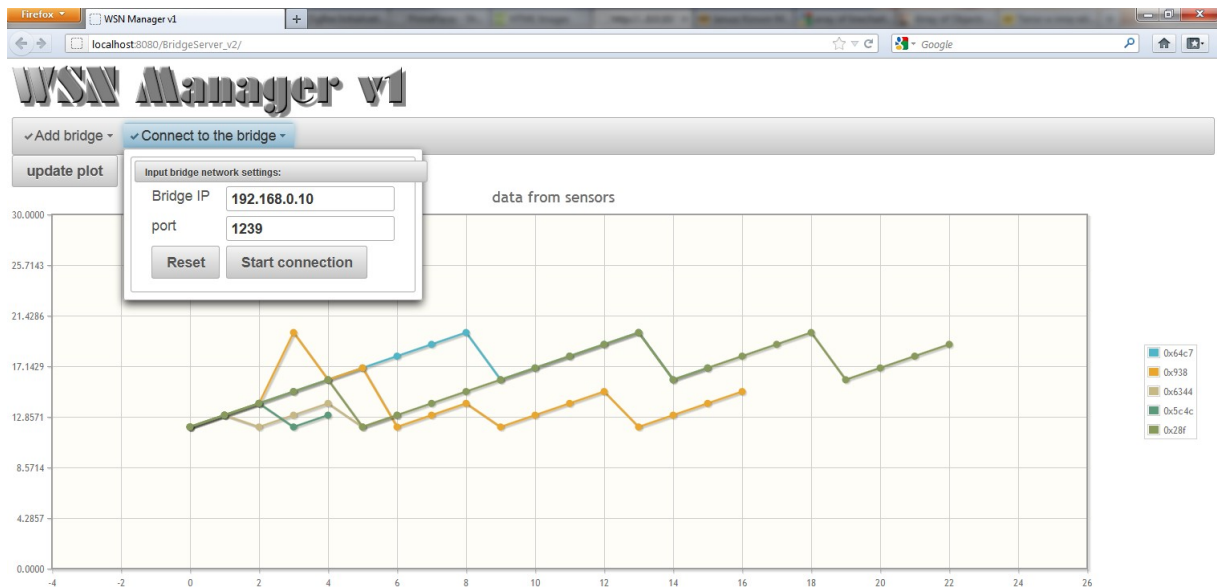 Firefox
WSN Manager v1
+
localhost:8080/BridgeServer_v2/
Google
WSN Manager v1
Add bridge
Connect to the bridge
update plot
Input bridge network settings:
Bridge IP 192.168.0.10
port 1239
Reset Start connection
data from sensors
30.0000
25.7143
21.4286
17.1429
12.8571
8.5714
4.2857
0.0000
-4 -2 0 2 4 6 8 10 12 14 16 18 20 22 24 26
0x64c7
0x938
0x6344
0x5c4c
0x28f